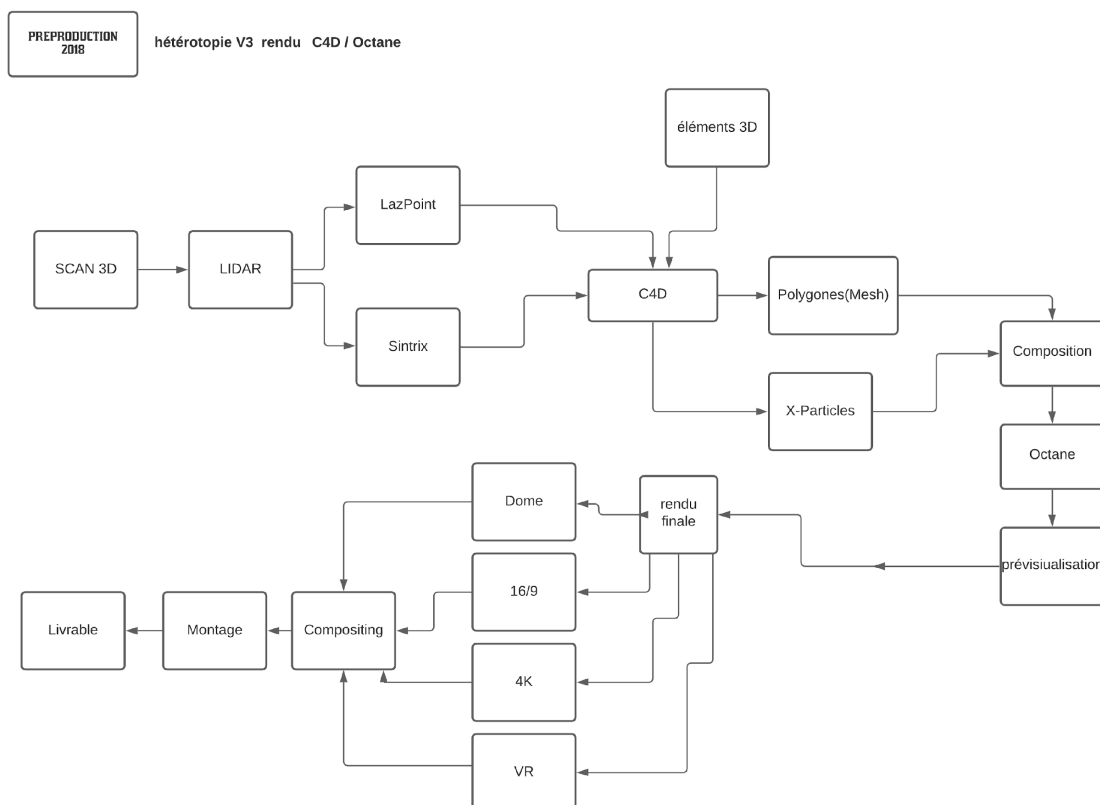 PREPRODUCTION
2018
hétérotopie V3 rendu C4D / Octane
éléments 3D
LazPoint
SCAN 3D
LIDAR
C4D
Polygones(Mesh)
Sintrix
Composition
X-Particles
Octane
Dome
rendu
finale
prévisiualisation
16/9
Livrable
Montage
Compositing
4K
VR